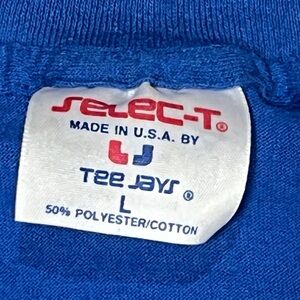 Selec-T®
MADE IN U.S.A. BY
Tee Jays®
L
50% POLYESTER/COTTON